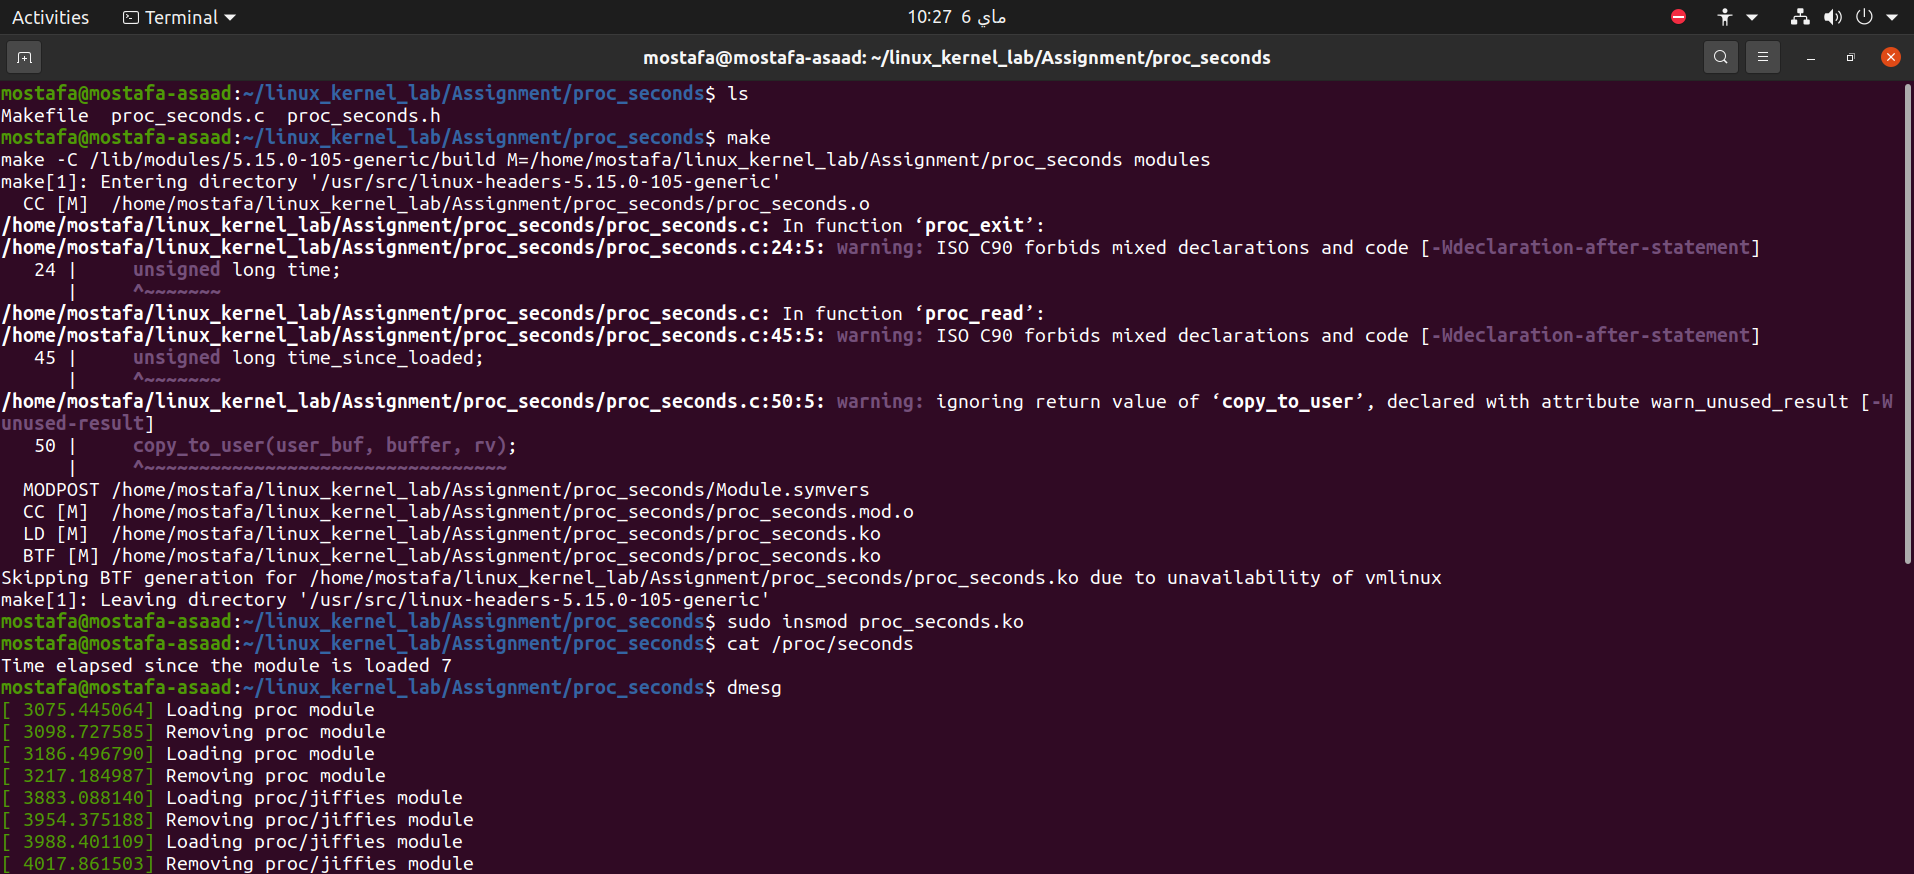 Activities Terminal 10:27 6 ماي
mostafa@mostafa-asaad: ~/linux_kernel_lab/Assignment/proc_seconds
mostafa@mostafa-asaad:~/linux_kernel_lab/Assignment/proc_seconds$ ls
Makefile  proc_seconds.c  proc_seconds.h
mostafa@mostafa-asaad:~/linux_kernel_lab/Assignment/proc_seconds$ make
make -C /lib/modules/5.15.0-105-generic/build M=/home/mostafa/linux_kernel_lab/Assignment/proc_seconds modules
make[1]: Entering directory '/usr/src/linux-headers-5.15.0-105-generic'
  CC [M]  /home/mostafa/linux_kernel_lab/Assignment/proc_seconds/proc_seconds.o
/home/mostafa/linux_kernel_lab/Assignment/proc_seconds/proc_seconds.c: In function ‘proc_exit’:
/home/mostafa/linux_kernel_lab/Assignment/proc_seconds/proc_seconds.c:24:5: warning: ISO C90 forbids mixed declarations and code [-Wdeclaration-after-statement]
   24 |     unsigned long time;
      |     ^~~~~~~~
/home/mostafa/linux_kernel_lab/Assignment/proc_seconds/proc_seconds.c: In function ‘proc_read’:
/home/mostafa/linux_kernel_lab/Assignment/proc_seconds/proc_seconds.c:45:5: warning: ISO C90 forbids mixed declarations and code [-Wdeclaration-after-statement]
   45 |     unsigned long time_since_loaded;
      |     ^~~~~~~~
/home/mostafa/linux_kernel_lab/Assignment/proc_seconds/proc_seconds.c:50:5: warning: ignoring return value of ‘copy_to_user’, declared with attribute warn_unused_result [-W
unused-result]
   50 |     copy_to_user(user_buf, buffer, rv);
      |     ^~~~~~~~~~~~~~~~~~~~~~~~~~~~~~~~~~
  MODPOST /home/mostafa/linux_kernel_lab/Assignment/proc_seconds/Module.symvers
  CC [M]  /home/mostafa/linux_kernel_lab/Assignment/proc_seconds/proc_seconds.mod.o
  LD [M]  /home/mostafa/linux_kernel_lab/Assignment/proc_seconds/proc_seconds.ko
  BTF [M] /home/mostafa/linux_kernel_lab/Assignment/proc_seconds/proc_seconds.ko
Skipping BTF generation for /home/mostafa/linux_kernel_lab/Assignment/proc_seconds/proc_seconds.ko due to unavailability of vmlinux
make[1]: Leaving directory '/usr/src/linux-headers-5.15.0-105-generic'
mostafa@mostafa-asaad:~/linux_kernel_lab/Assignment/proc_seconds$ sudo insmod proc_seconds.ko
mostafa@mostafa-asaad:~/linux_kernel_lab/Assignment/proc_seconds$ cat /proc/seconds
Time elapsed since the module is loaded 7
mostafa@mostafa-asaad:~/linux_kernel_lab/Assignment/proc_seconds$ dmesg
[ 3075.445064] Loading proc module
[ 3098.727585] Removing proc module
[ 3186.496790] Loading proc module
[ 3217.184987] Removing proc module
[ 3883.088140] Loading proc/jiffies module
[ 3954.375188] Removing proc/jiffies module
[ 3988.401109] Loading proc/jiffies module
[ 4017.861503] Removing proc/jiffies module